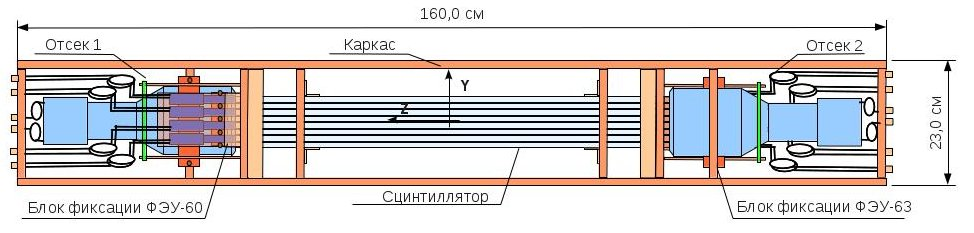 160,0 см
Отсек 1
Каркас
Отсек 2
Y
Z
23,0 см
Сцинтиллятор
Блок фиксации ФЭУ-60
Блок фиксации ФЭУ-63